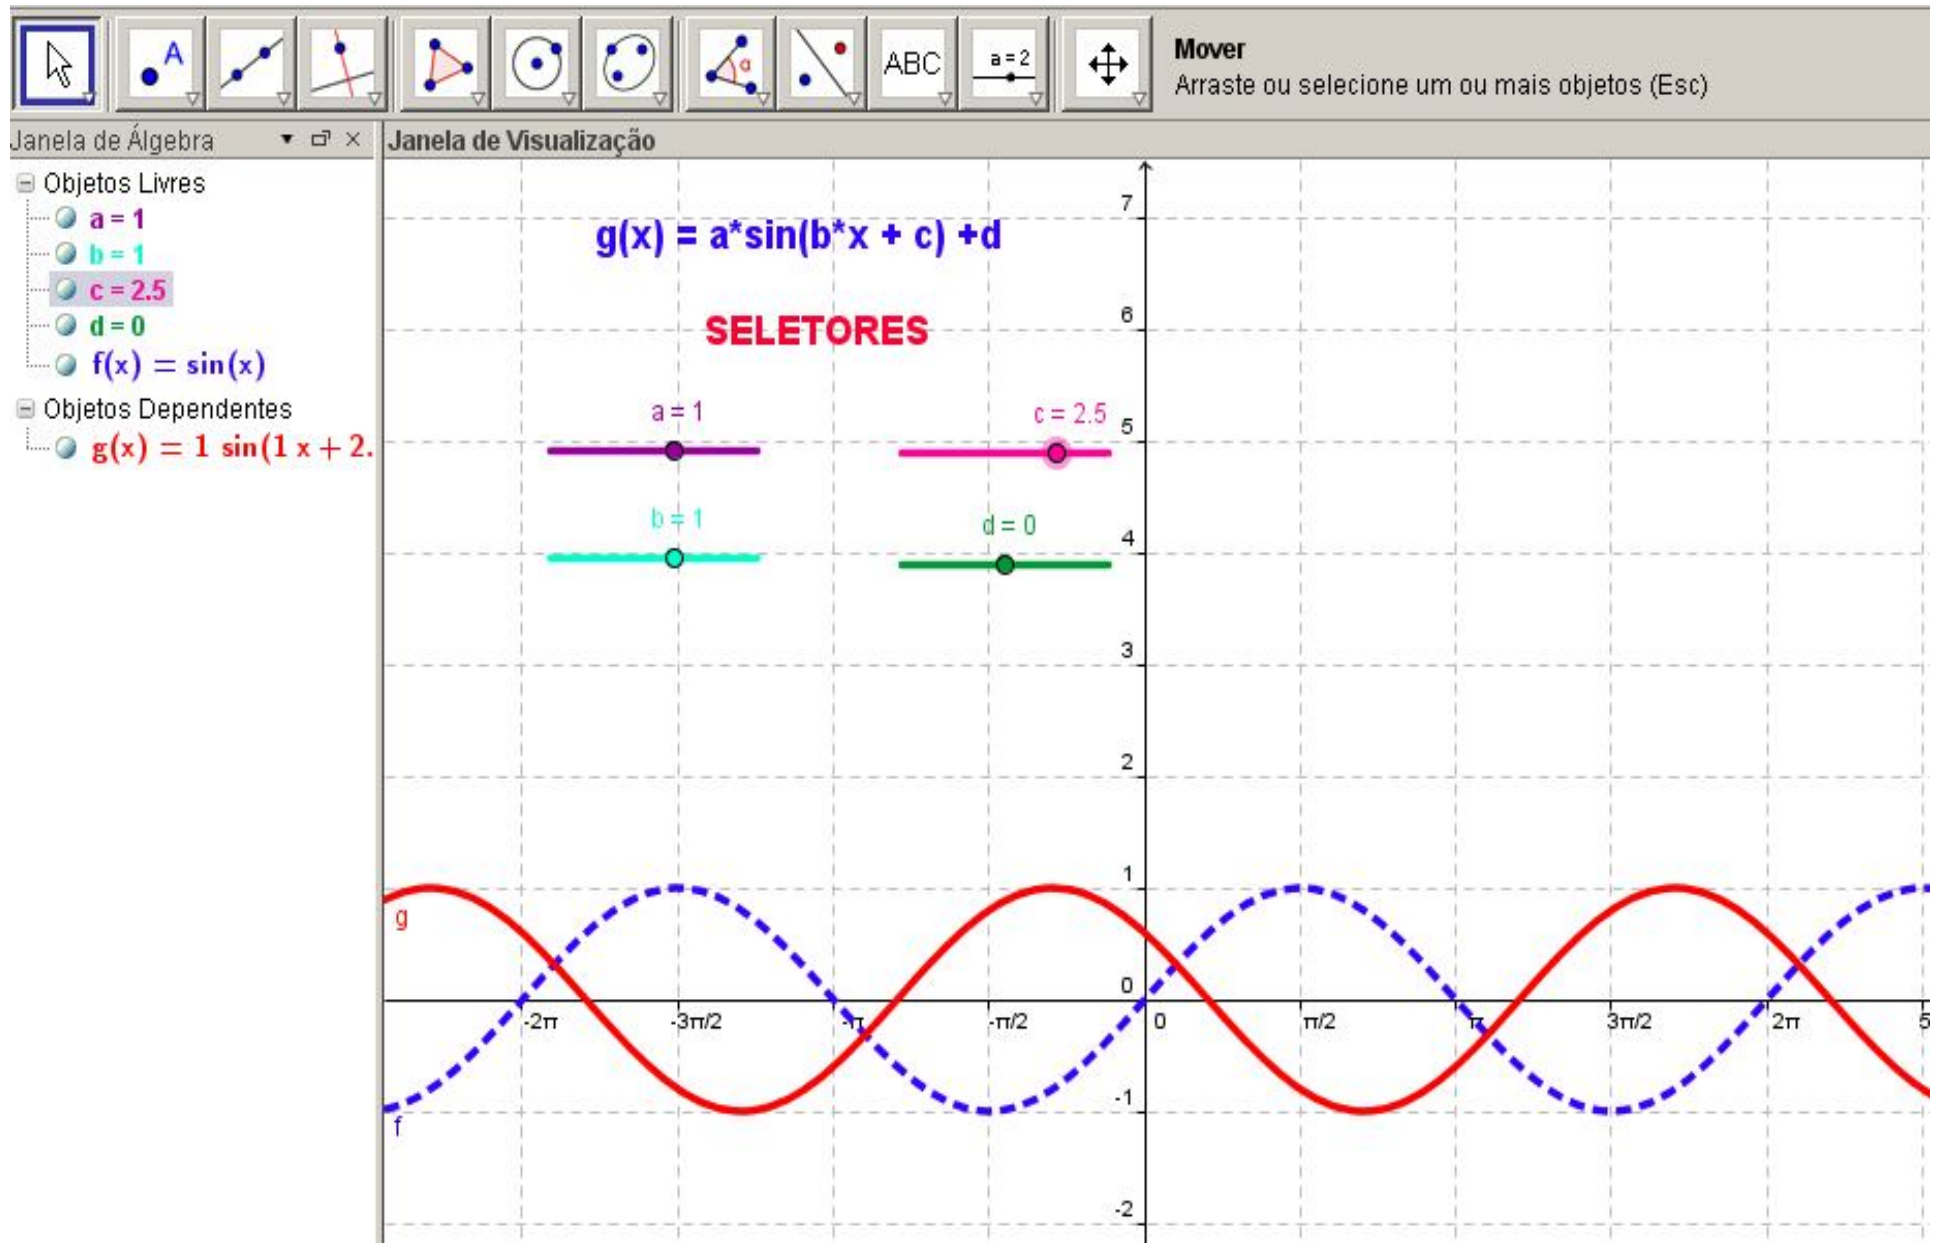 A
α
ABC
a = 2
Mover
Arraste ou selecione um ou mais objetos (Esc)
Janela de Álgebra
Janela de Visualização
Objetos Livres
a = 1
b = 1
c = 2.5
d = 0
f(x) = sin(x)
Objetos Dependentes
g(x) = 1 sin(1 x + 2.
g(x) = a*sin(b*x + c) +d
SELETORES
a = 1
c = 2.5
b = 1
d = 0
7
6
5
4
3
2
1
0
-1
-2
-2π
-3π/2
-π
-π/2
0
π/2
π
3π/2
2π
5
g
f